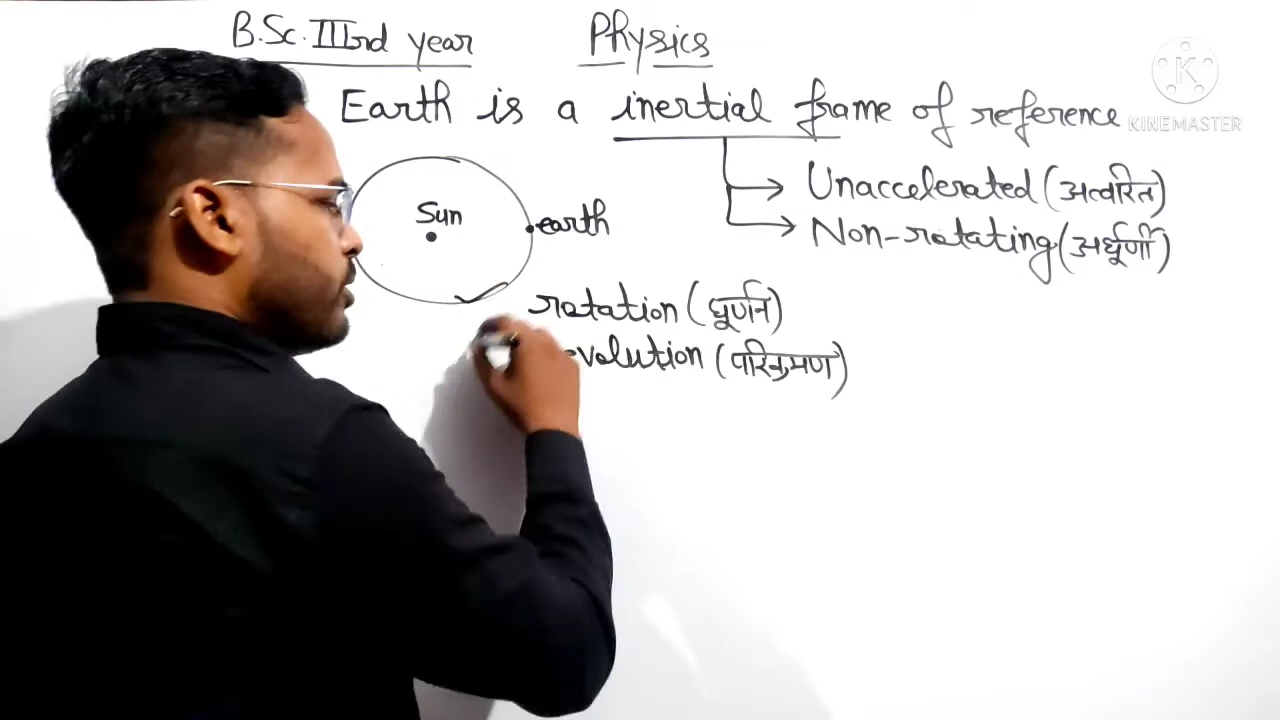 B.Sc. IIIrd year Physics
Earth is a inertial frame of reference
K
KINEMASTER
Unaccelerated (अत्वरित)
Non-rotating (अघूर्णी)
Sun
earth
rotation (घूर्णन)
evolution (परिक्रमण)